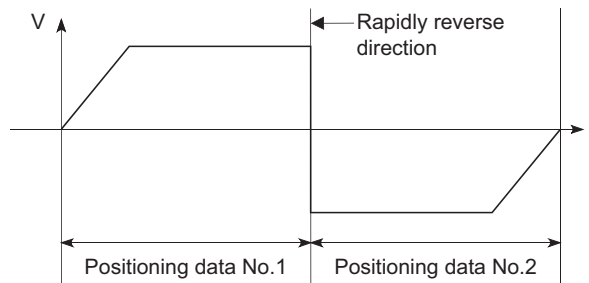 V
Rapidly reverse
direction
Positioning data No.1
Positioning data No.2